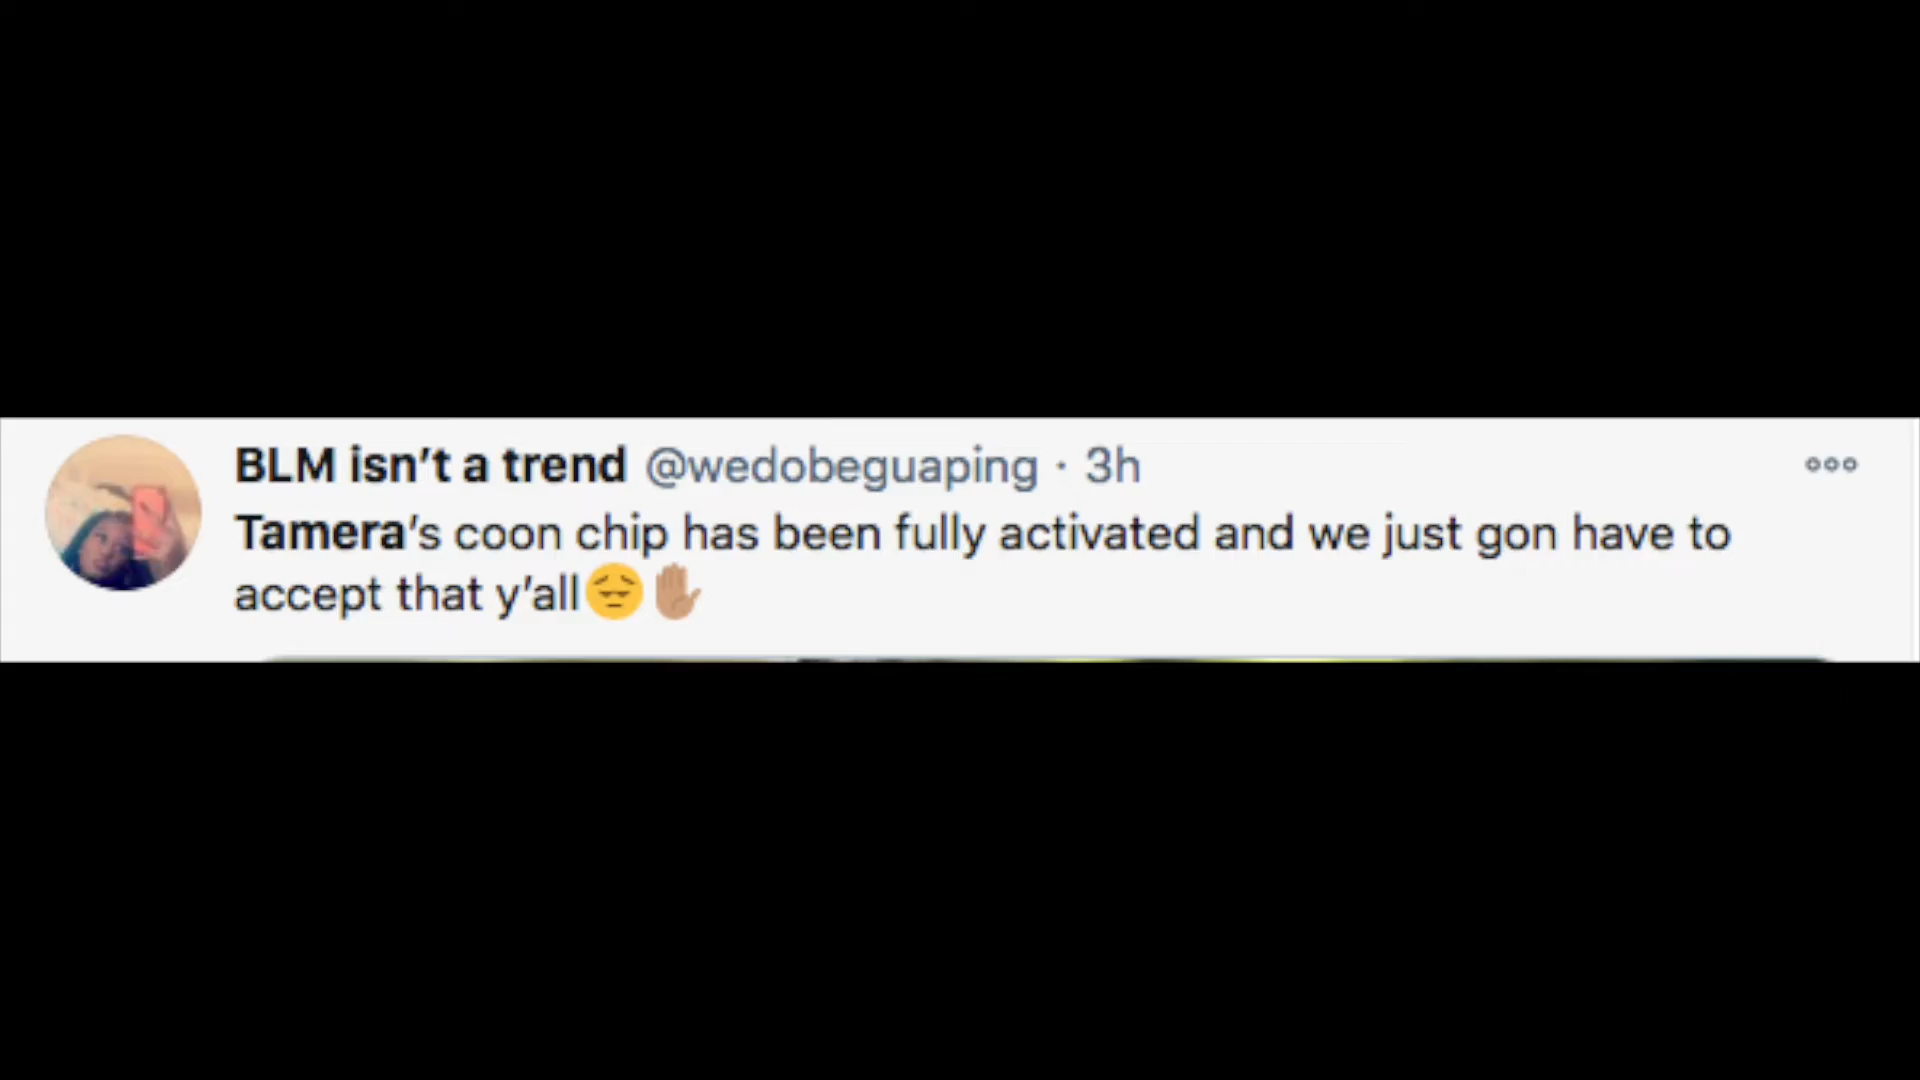 BLM isn’t a trend @wedobeguaping · 3h
Tamera’s coon chip has been fully activated and we just gon have to
accept that y’all😔✋🏽